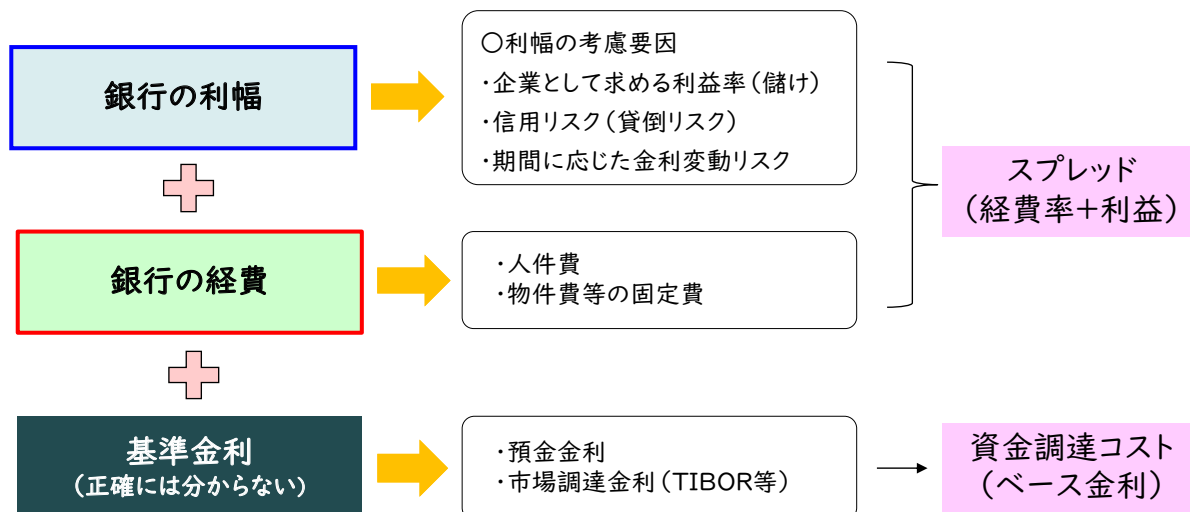 銀行の利幅
〇利幅の考慮要因
・企業として求める利益率(儲け)
・信用リスク(貸倒リスク)
・期間に応じた金利変動リスク
スプレッド
(経費率+利益)
銀行の経費
・人件費
・物件費等の固定費
基準金利
(正確には分からない)
・預金金利
・市場調達金利(TIBOR等)
資金調達コスト
(ベース金利)